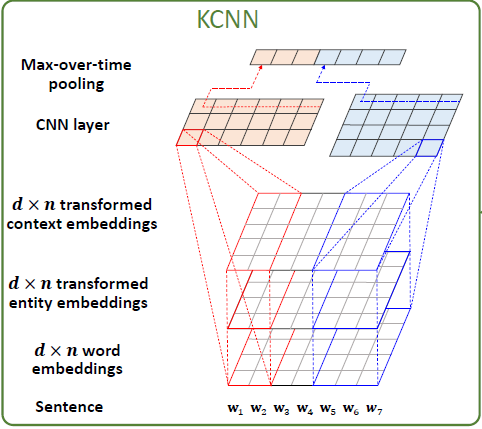 KCNN
Max-over-time
pooling
CNN layer
d × n transformed
context embeddings
d × n transformed
entity embeddings
d × n word
embeddings
Sentence w₁ w₂ w₃ w₄ w₅ w₆ w₇